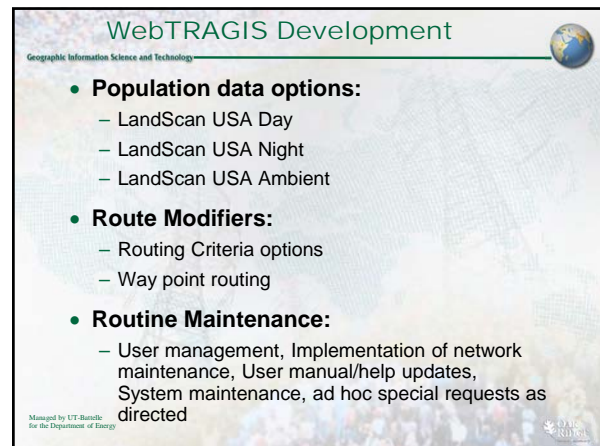 WebTRAGIS Development
Geographic Information Science and Technology
• Population data options:
– LandScan USA Day
– LandScan USA Night
– LandScan USA Ambient
• Route Modifiers:
– Routing Criteria options
– Way point routing
• Routine Maintenance:
– User management, Implementation of network
maintenance, User manual/help updates,
System maintenance, ad hoc special requests as
directed
Managed by UT-Battelle
for the Department of Energy
OAK
RIDGE